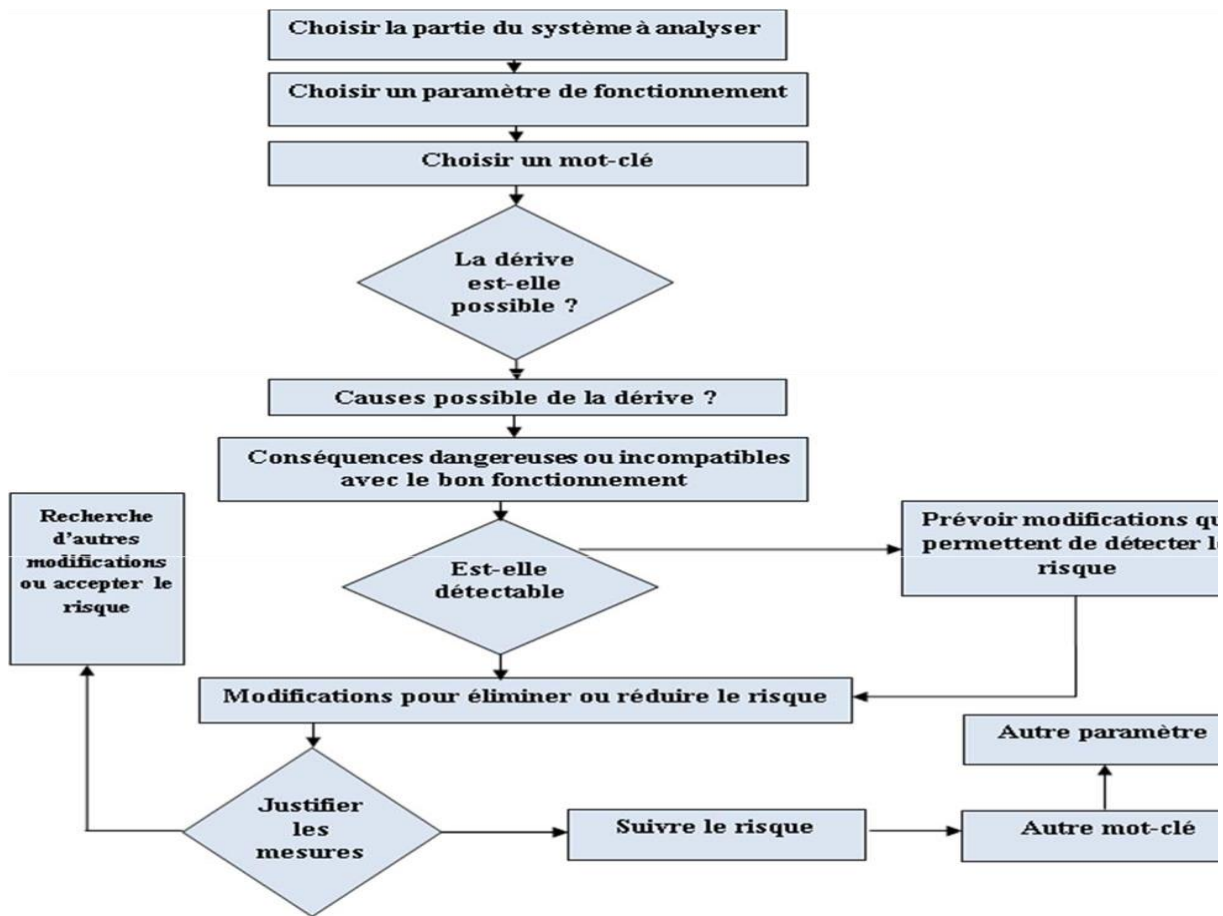 Choisir la partie du système à analyser
Choisir un paramètre de fonctionnement
Choisir un mot-clé
La dérive
est-elle
possible ?
Causes possible de la dérive ?
Conséquences dangereuses ou incompatibles
avec le bon fonctionnement
Recherche
d'autres
modifications
ou accepter le
risque
Est-elle
détectable
Prévoir modifications qu
permettent de détecter l
risque
Modifications pour éliminer ou réduire le risque
Autre paramètre
Justifier
les
mesures
Suivre le risque
Autre mot-clé